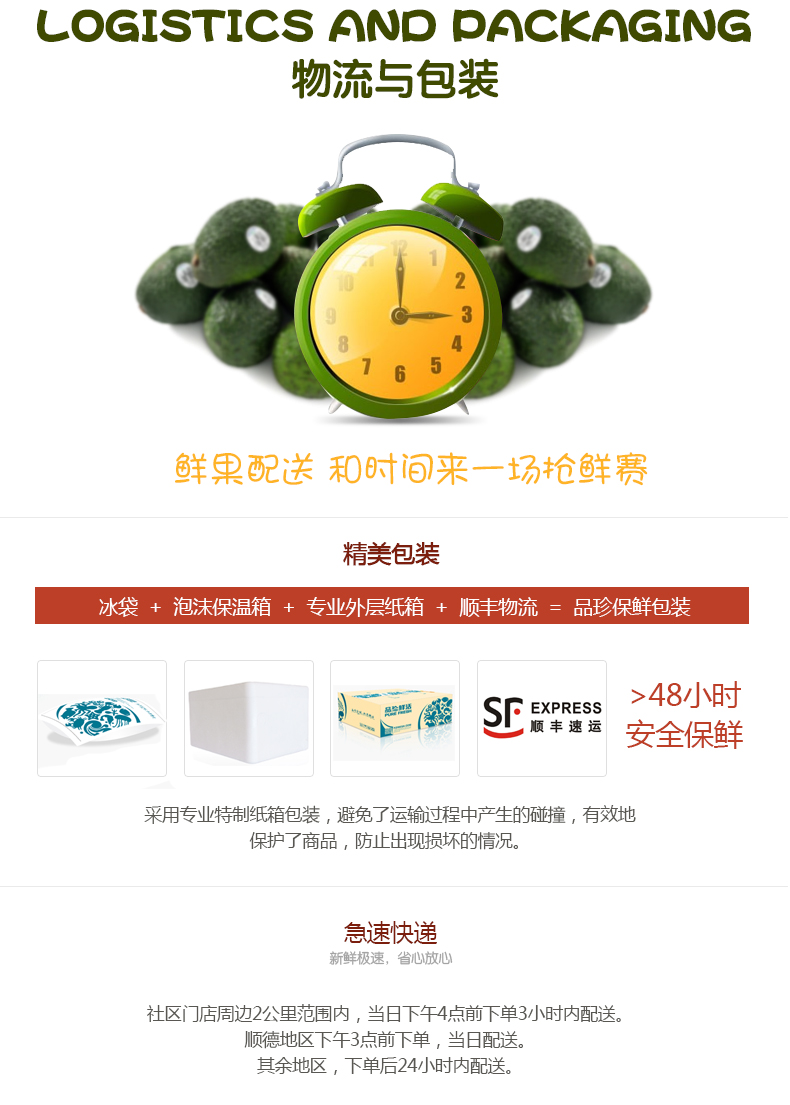 LOGISTICS AND PACKAGING
物流与包装
12
1
2
3
4
5
6
7
8
9
10
11
鲜果配送 和时间来一场抢鲜赛
精美包装
冰袋 + 泡沫保温箱 + 专业外层纸箱 + 顺丰物流 = 品珍保鲜包装
品珍鲜活
PURE FRESH
SF EXPRESS
顺丰速运
>48小时
安全保鲜
采用专业特制纸箱包装，避免了运输过程中产生的碰撞，有效地
保护了商品，防止出现损坏的情况。
急速快递
新鲜极速，省心放心
社区门店周边2公里范围内，当日下午4点前下单3小时内配送。
顺德地区下午3点前下单，当日配送。
其余地区，下单后24小时内配送。